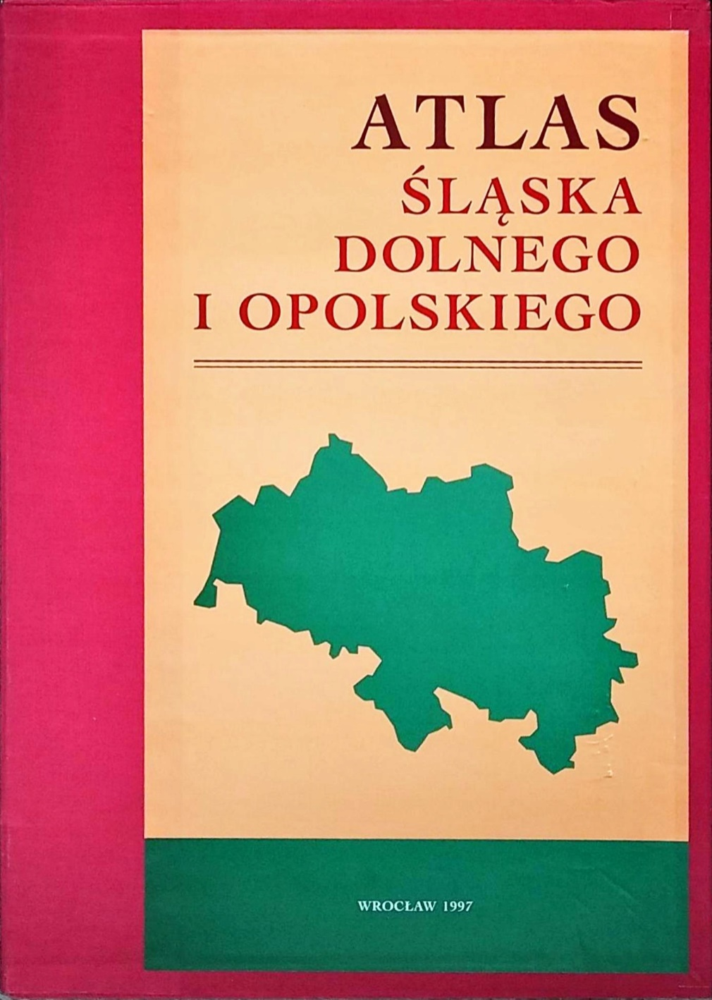 ATLAS
ŚLĄSKA
DOLNEGO
I OPOLSKIEGO
WROCŁAW 1997